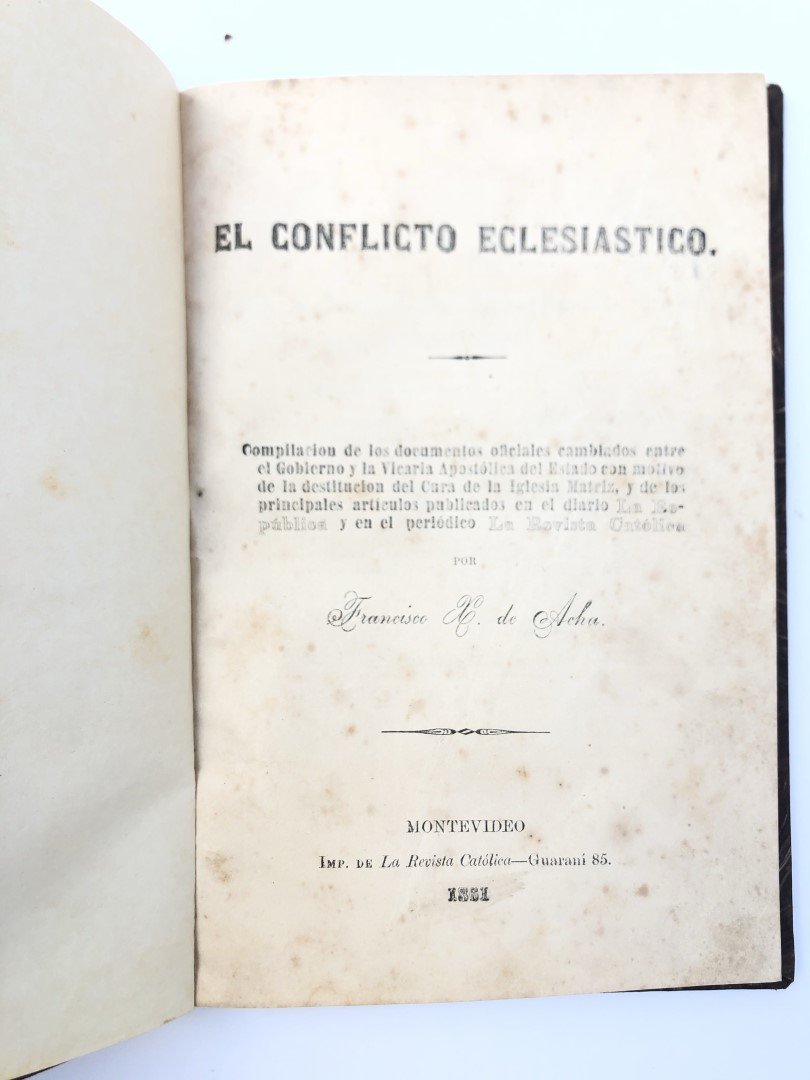 EL CONFLICTO ECLESIASTICO.
Compilacion de los documentos oficiales cambiados entre
el Gobierno y la Vicaria Apostólica del Estado con motivo
de la destitucion del Cura de la Iglesia Matriz, y de los
principales artículos publicados en el diario La Re-
pública y en el periódico La Revista Católica
POR
Francisco X. de Acha.
MONTEVIDEO
IMP. DE La Revista Católica—Guaraní 85.